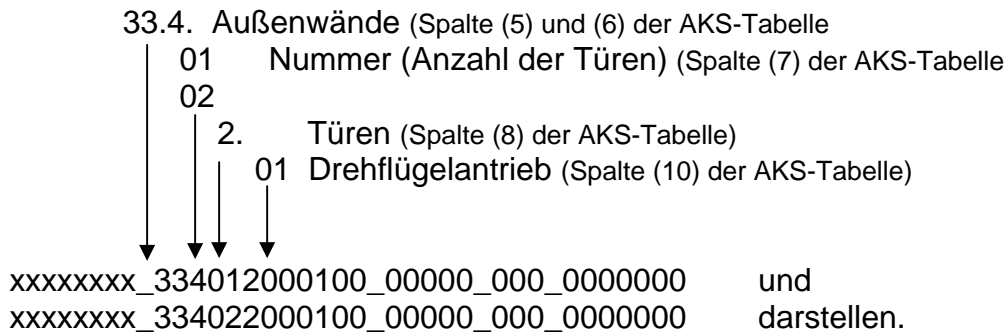 33.4. Außenwände (Spalte (5) und (6) der AKS-Tabelle
01 Nummer (Anzahl der Türen) (Spalte (7) der AKS-Tabelle
02
2. Türen (Spalte (8) der AKS-Tabelle)
01 Drehflügelantrieb (Spalte (10) der AKS-Tabelle)
xxxxxxxx_334012000100_00000_000_0000000 und
xxxxxxxx_334022000100_00000_000_0000000 darstellen.